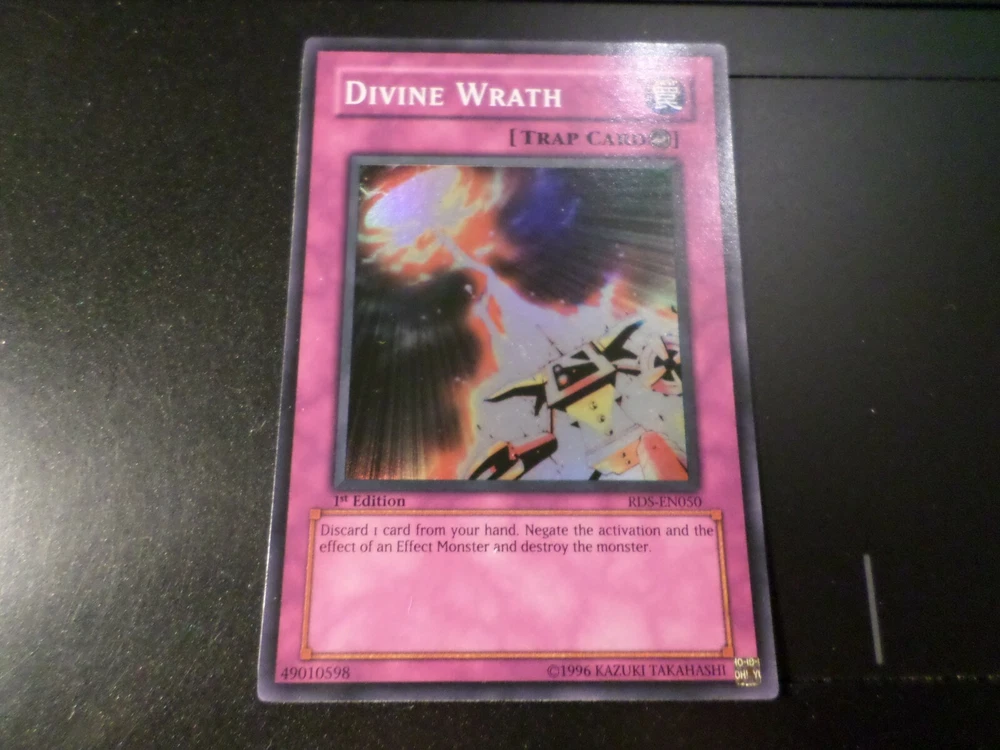 DIVINE WRATH
罠
[TRAP CARD]
1st Edition
RDS-EN050
Discard 1 card from your hand. Negate the activation and the
effect of an Effect Monster and destroy the monster.
49010598
©1996 KAZUKI TAKAHASHI